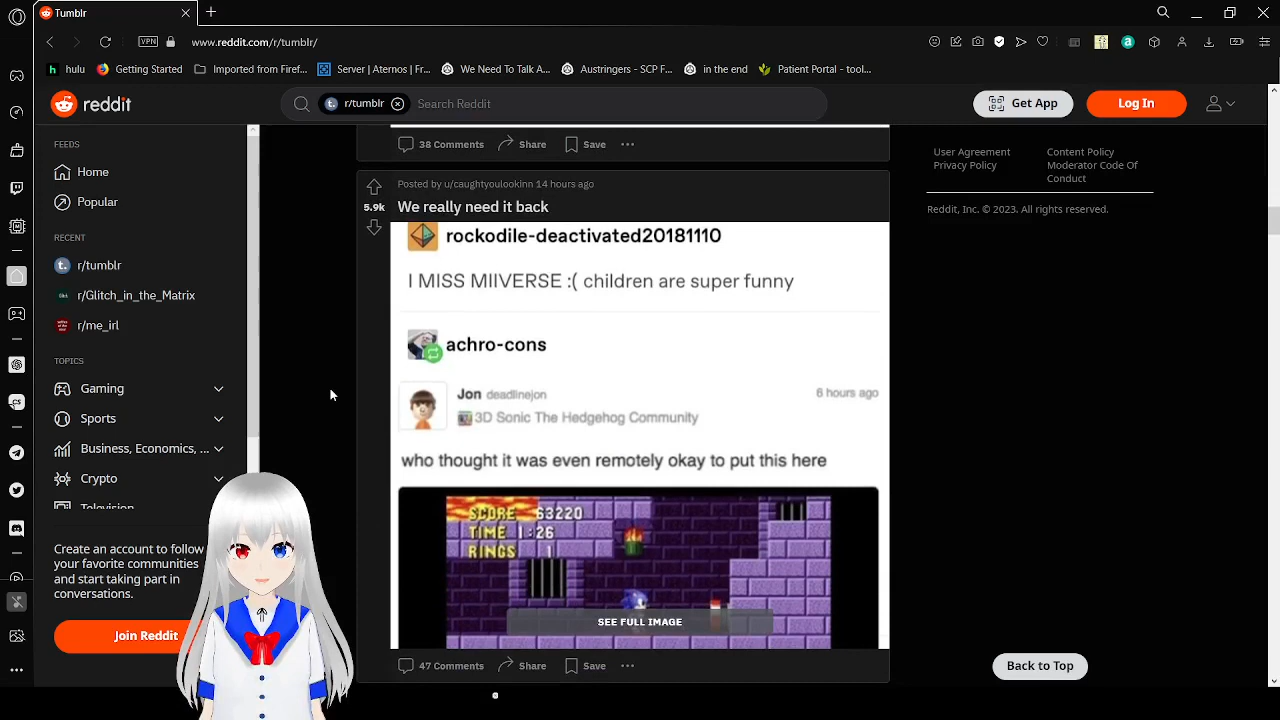 Tumblr
VPN
www.reddit.com/r/tumblr/
h hulu
Getting Started
Imported from Firef...
Server | Aternos | Fr...
We Need To Talk A...
Austringers - SCP F...
in the end
Patient Portal - tool...
reddit
r/tumblr
Search Reddit
Get App
Log In
FEEDS
Home
Popular
RECENT
r/tumblr
r/Glitch_in_the_Matrix
r/me_irl
TOPICS
Gaming
Sports
Business, Economics, ...
Crypto
Television
Create an account to follow
your favorite communities
and start taking part in
conversations.
Join Reddit
38 Comments
Share
Save
Posted by u/caughtyoulookinn 14 hours ago
5.9k
We really need it back
rockodile-deactivated20181110
I MISS MIIVERSE :( children are super funny
achro-cons
Jon deadlinejon
6 hours ago
3D Sonic The Hedgehog Community
who thought it was even remotely okay to put this here
SCORE 63220
TIME 1:26
RINGS 1
SEE FULL IMAGE
47 Comments
Share
Save
User Agreement
Privacy Policy
Content Policy
Moderator Code Of
Conduct
Reddit, Inc. © 2023. All rights reserved.
Back to Top